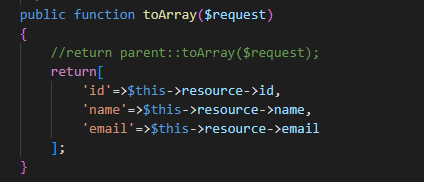 public function toArray($request)
{
//return parent::toArray($request);
return[
'id'=>$this->resource->id,
'name'=>$this->resource->name,
'email'=>$this->resource->email
];
}